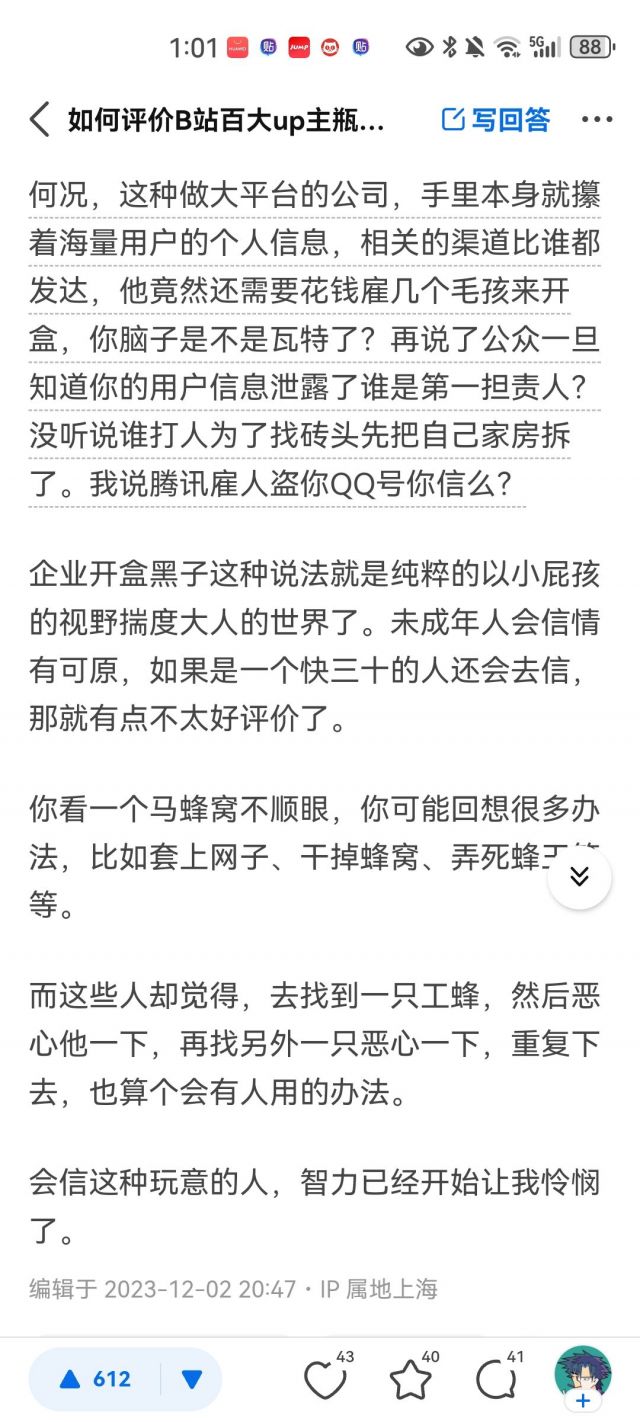 1:01
HUAWEI
贴
JUMP
贴
5G
88
如何评价B站百大up主瓶...
写回答
何况，这种做大平台的公司，手里本身就攥
着海量用户的个人信息，相关的渠道比谁都
发达，他竟然还需要花钱雇几个毛孩来开
盒，你脑子是不是瓦特了？再说了公众一旦
知道你的用户信息泄露了谁是第一担责人？
没听说谁打人为了找砖头先把自己家房拆
了。我说腾讯雇人盗你QQ号你信么？
企业开盒黑子这种说法就是纯粹的以小屁孩
的视野揣度大人的世界了。未成年人会信情
有可原，如果是一个快三十的人还会去信，
那就有点不太好评价了。
你看一个马蜂窝不顺眼，你可能回想很多办
法，比如套上网子、干掉蜂窝、弄死蜂王等
等。
而这些人却觉得，去找到一只工蜂，然后恶
心他一下，再找另外一只恶心一下，重复下
去，也算个会有人用的办法。
会信这种玩意的人，智力已经开始让我怜悯
了。
编辑于 2023-12-02 20:47・IP 属地上海
612
43
40
41